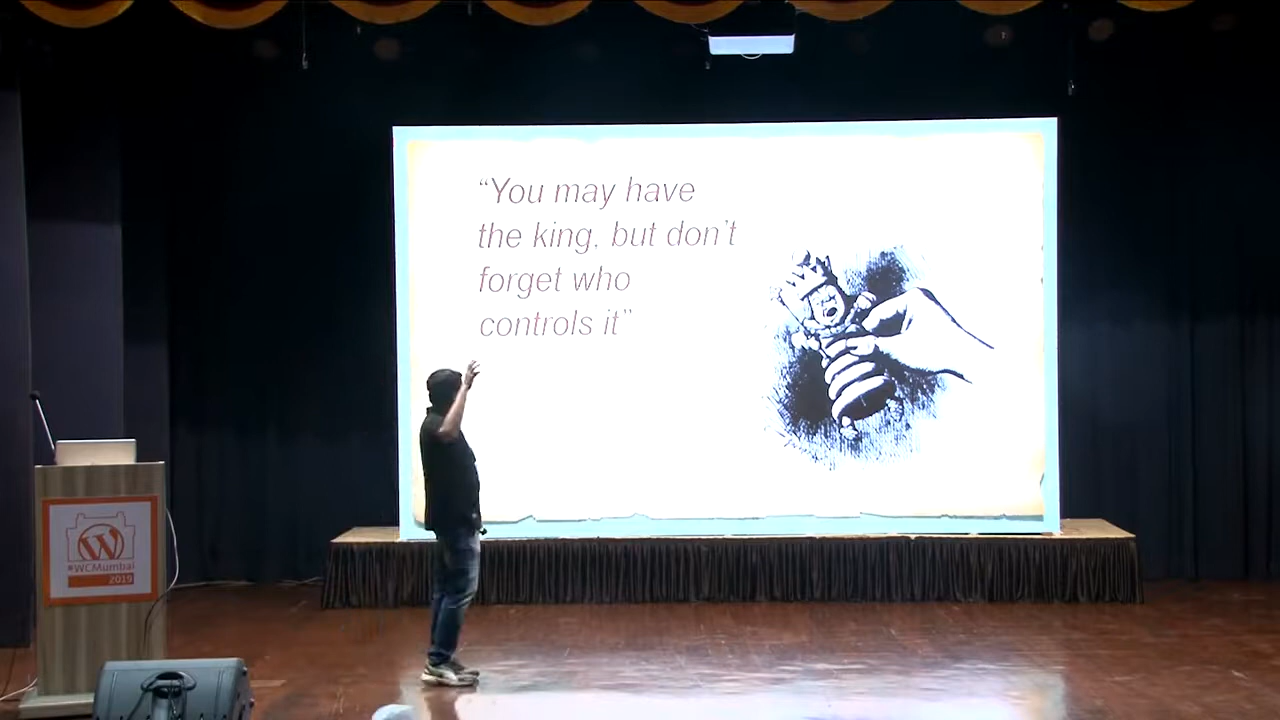 “You may have
the king, but don’t
forget who
controls it”
#WCMumbai
2019